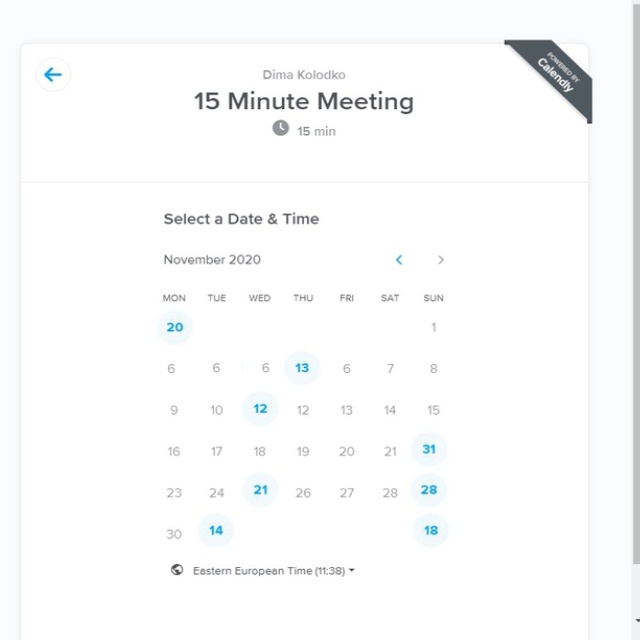 POWERED BY
Calendly
Dima Kolodko
15 Minute Meeting
15 min
Select a Date & Time
November 2020
MON TUE WED THU FRI SAT SUN
20 1
6 6 6 13 6 7 8
9 10 12 12 13 14 15
16 17 18 19 20 21 31
23 24 21 26 27 28 28
30 14 18
Eastern European Time (11:38)